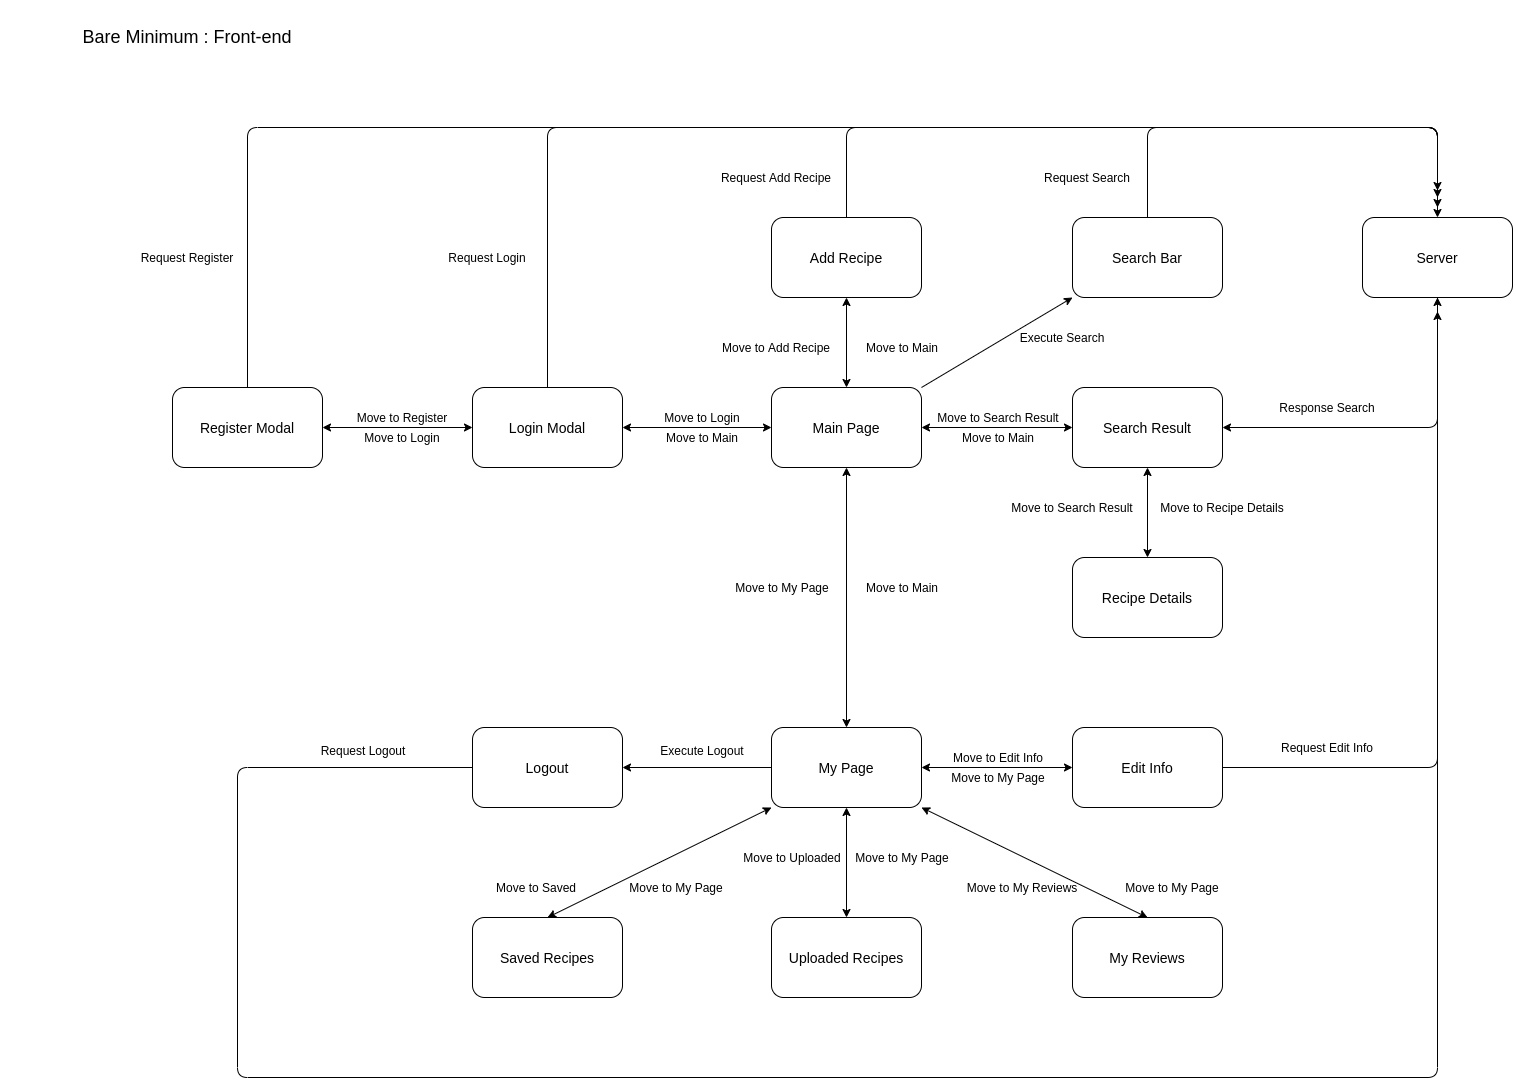 Bare Minimum : Front-end
Request Add Recipe
Request Search
Request Register
Request Login
Add Recipe
Search Bar
Server
Execute Search
Move to Add Recipe
Move to Main
Register Modal
Move to Register
Move to Login
Login Modal
Move to Login
Move to Main
Main Page
Move to Search Result
Move to Main
Search Result
Response Search
Move to Search Result
Move to Recipe Details
Move to My Page
Move to Main
Recipe Details
Request Logout
Logout
Execute Logout
My Page
Move to Edit Info
Move to My Page
Edit Info
Request Edit Info
Move to Uploaded
Move to My Page
Move to Saved
Move to My Page
Move to My Reviews
Move to My Page
Saved Recipes
Uploaded Recipes
My Reviews